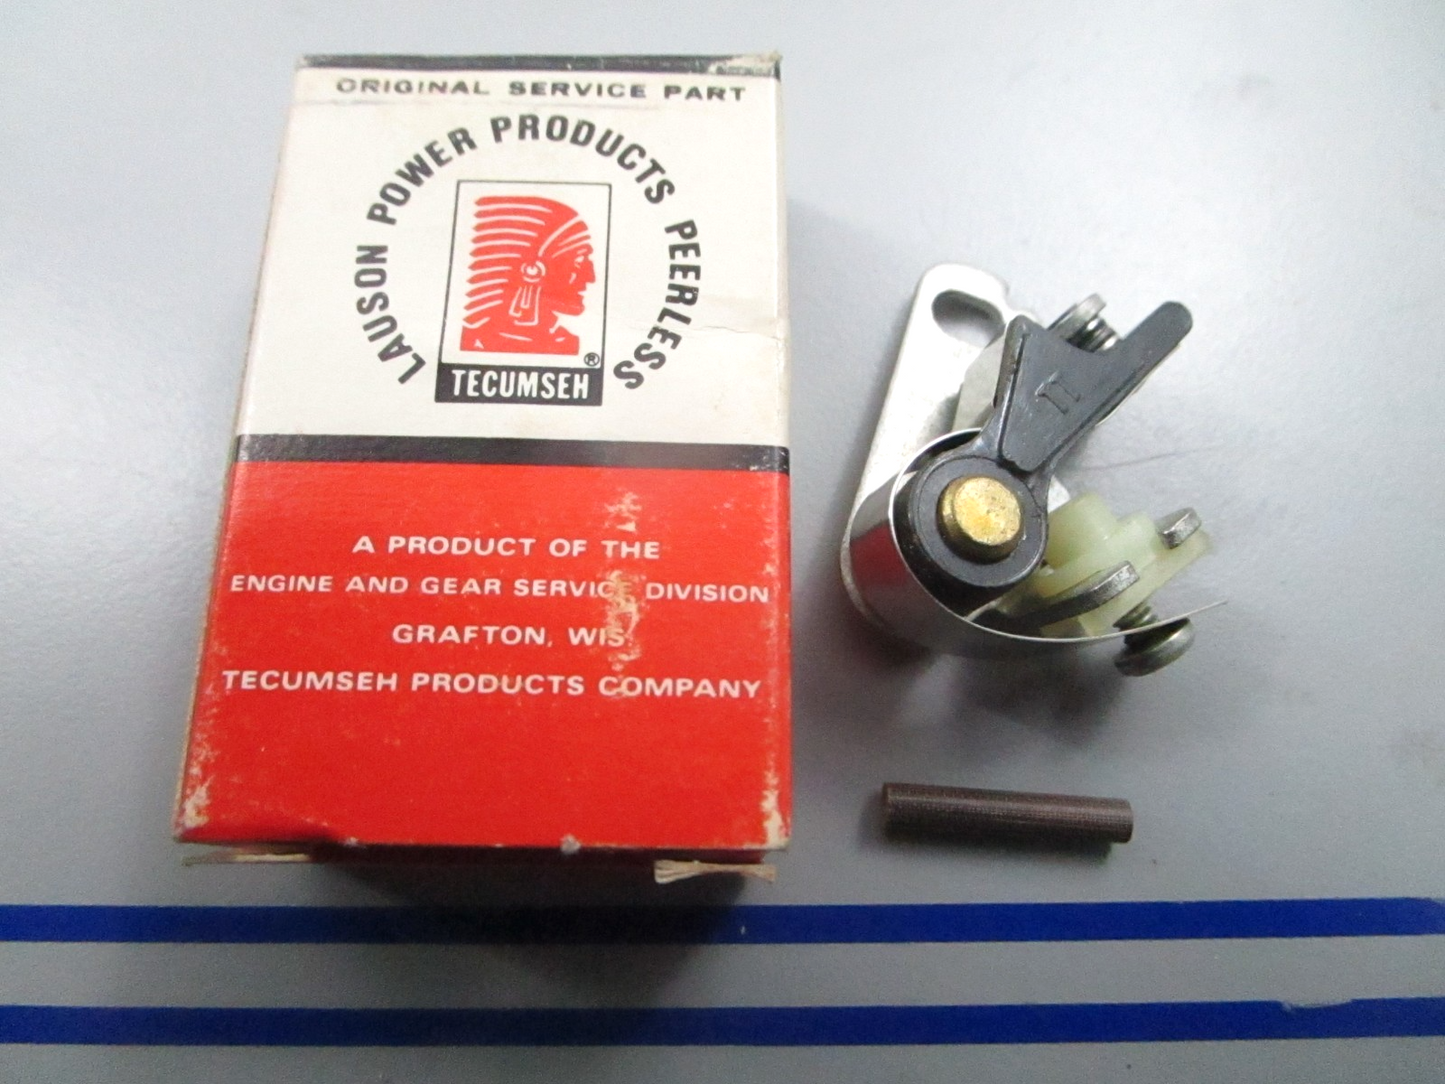 ORIGINAL SERVICE PART
LAUSON POWER PRODUCTS PEERLESS
®
TECUMSEH
A PRODUCT OF THE
ENGINE AND GEAR SERVICE DIVISION
GRAFTON, WIS.
TECUMSEH PRODUCTS COMPANY